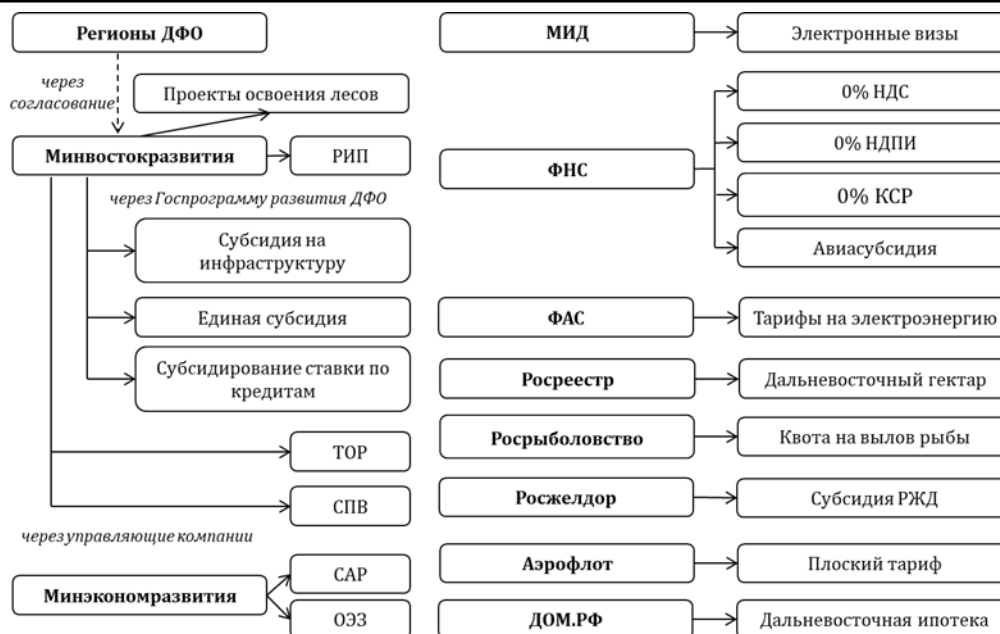 Регионы ДФО
через
согласование
Проекты освоения лесов
Минвостокразвития
РИП
через Госпрограмму развития ДФО
Субсидия на
инфраструктуру
Единая субсидия
Субсидирование ставки по
кредитам
ТОР
СПВ
через управляющие компании
Минэкономразвития
САР
ОЭЗ
МИД
Электронные визы
ФНС
0% НДС
0% НДПИ
0% КСР
Авиасубсидия
ФАС
Тарифы на электроэнергию
Росреестр
Дальневосточный гектар
Росрыболовство
Квота на вылов рыбы
Росжелдор
Субсидия РЖД
Аэрофлот
Плоский тариф
ДОМ.РФ
Дальневосточная ипотека